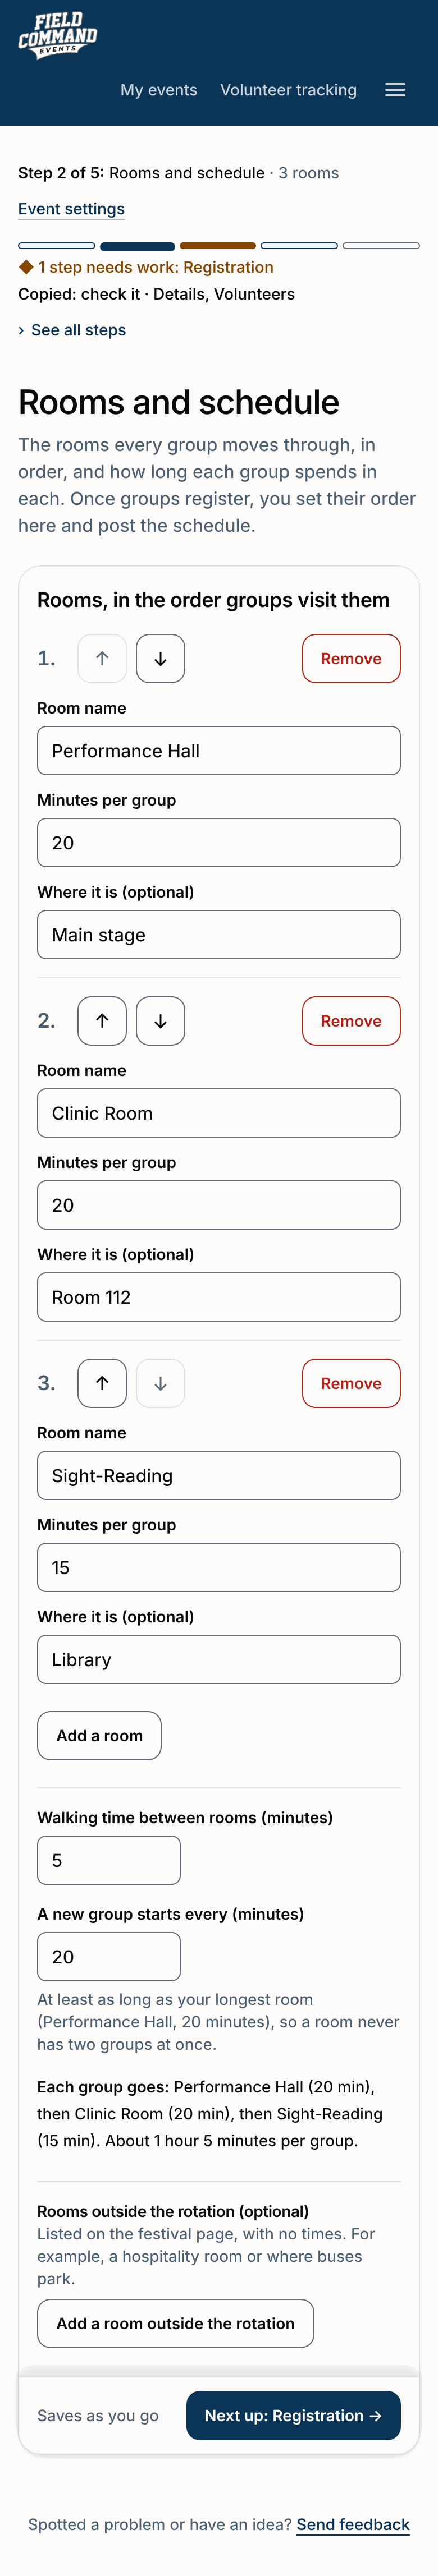 FIELD
COMMAND
EVENTS
My events Volunteer tracking
Step 2 of 5: Rooms and schedule · 3 rooms
Event settings
◆ 1 step needs work: Registration
Copied: check it · Details, Volunteers
› See all steps
Rooms and schedule
The rooms every group moves through, in
order, and how long each group spends in
each. Once groups register, you set their order
here and post the schedule.
Rooms, in the order groups visit them
1. ↑ ↓ Remove
Room name
Performance Hall
Minutes per group
20
Where it is (optional)
Main stage
2. ↑ ↓ Remove
Room name
Clinic Room
Minutes per group
20
Where it is (optional)
Room 112
3. ↑ ↓ Remove
Room name
Sight-Reading
Minutes per group
15
Where it is (optional)
Library
Add a room
Walking time between rooms (minutes)
5
A new group starts every (minutes)
20
At least as long as your longest room
(Performance Hall, 20 minutes), so a room never
has two groups at once.
Each group goes: Performance Hall (20 min),
then Clinic Room (20 min), then Sight-Reading
(15 min). About 1 hour 5 minutes per group.
Rooms outside the rotation (optional)
Listed on the festival page, with no times. For
example, a hospitality room or where buses
park.
Add a room outside the rotation
Saves as you go Next up: Registration →
Spotted a problem or have an idea? Send feedback